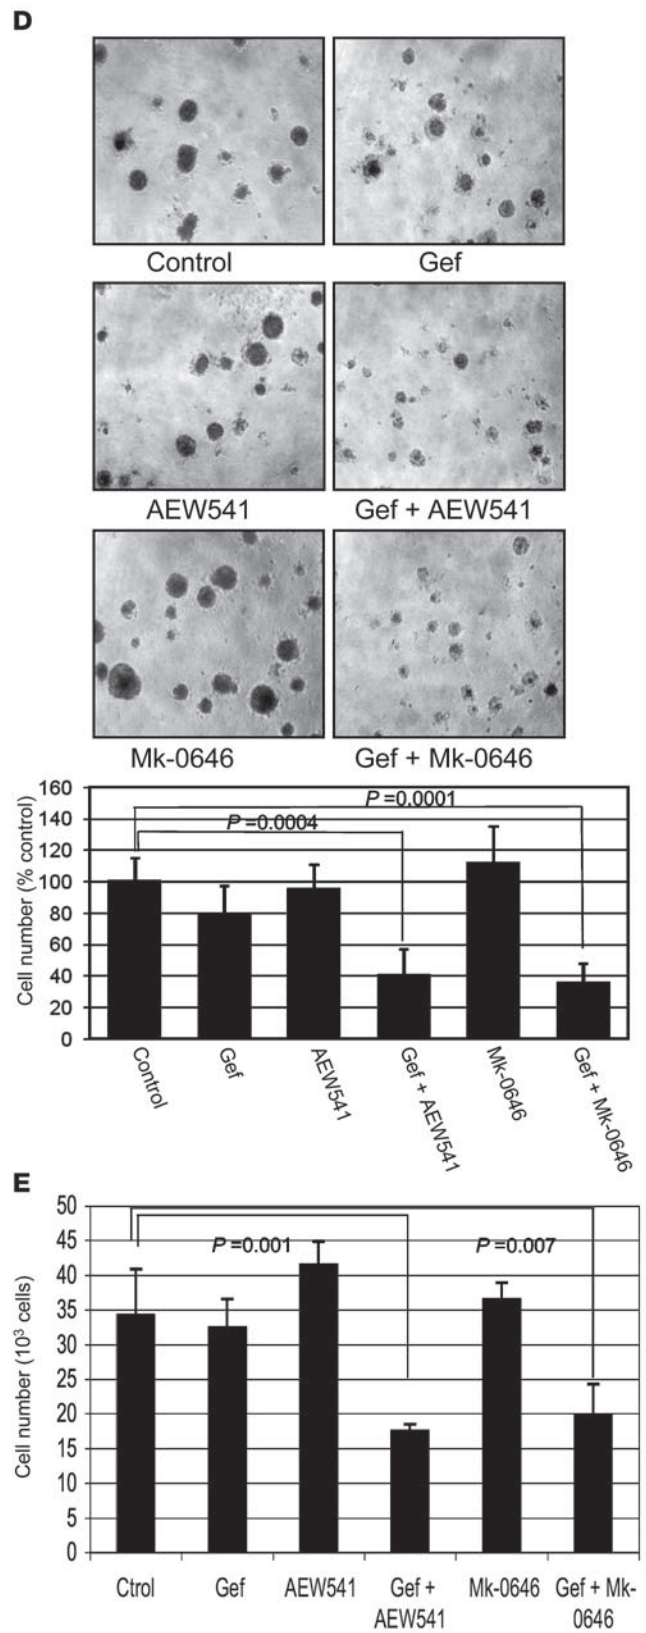 D
Control Gef
AEW541 Gef + AEW541
Mk-0646 Gef + Mk-0646
Cell number (% control)
160
140
120
100
80
60
40
20
0
P =0.0001
P =0.0004
Control Gef AEW541 Gef + AEW541 Mk-0646 Gef + Mk-0646
E
Cell number (10³ cells)
50
45
40
35
30
25
20
15
10
5
0
P =0.001 P =0.007
Ctrol Gef AEW541 Gef + Mk-0646 Gef + Mk-
AEW541 0646